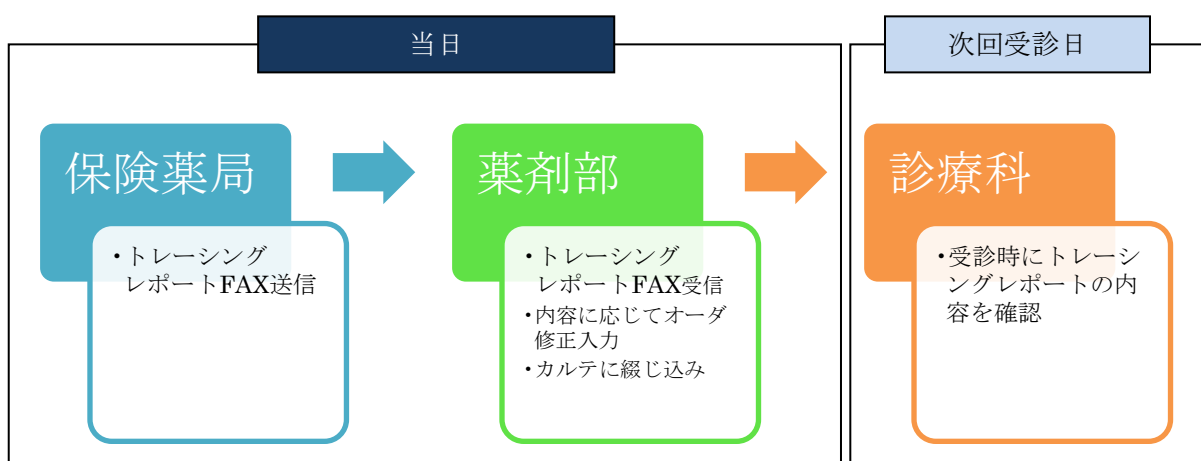 当日
次回受診日
保険薬局
・トレーシング
レポートFAX送信
薬剤部
・トレーシング
レポートFAX受信
・内容に応じてオーダ
修正入力
・カルテに綴じ込み
診療科
・受診時にトレーシ
ングレポートの内
容を確認